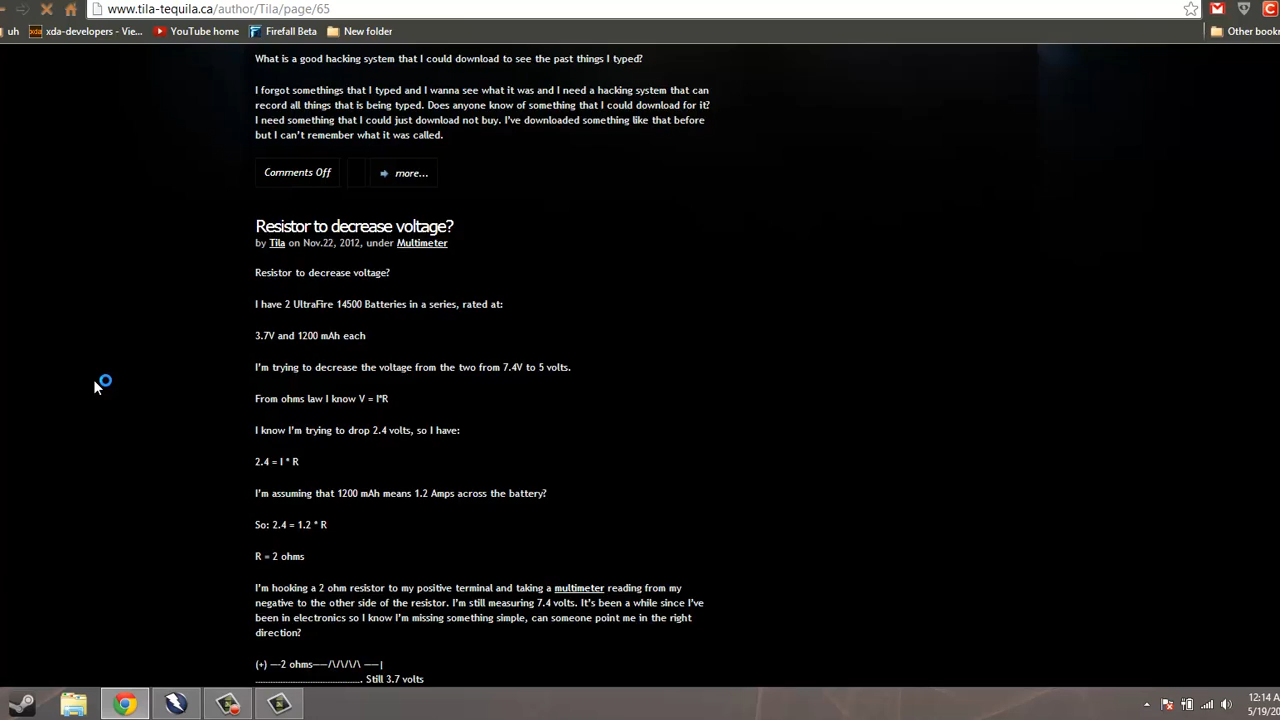 www.tila-tequila.ca/author/Tila/page/65
uh xda-developers - Vie... YouTube home Firefall Beta New folder Other bookr
What is a good hacking system that I could download to see the past things I typed?
I forgot somethings that I typed and I wanna see what it was and I need a hacking system that can
record all things that is being typed. Does anyone know of something that I could download for it?
I need something that I could just download not buy. I've downloaded something like that before
but I can't remember what it was called.
Comments Off more...
Resistor to decrease voltage?
by Tila on Nov.22, 2012, under Multimeter
Resistor to decrease voltage?
I have 2 UltraFire 14500 Batteries in a series, rated at:
3.7V and 1200 mAh each
I'm trying to decrease the voltage from the two from 7.4V to 5 volts.
From ohms law I know V = I*R
I know I'm trying to drop 2.4 volts, so I have:
2.4 = I * R
I'm assuming that 1200 mAh means 1.2 Amps across the battery?
So: 2.4 = 1.2 * R
R = 2 ohms
I'm hooking a 2 ohm resistor to my positive terminal and taking a multimeter reading from my
negative to the other side of the resistor. I'm still measuring 7.4 volts. It's been a while since I've
been in electronics so I know I'm missing something simple, can someone point me in the right
direction?
(+) —-2 ohms—–/\/\/\/\ —–|
……………………………………. Still 3.7 volts
12:14 A
5/19/20